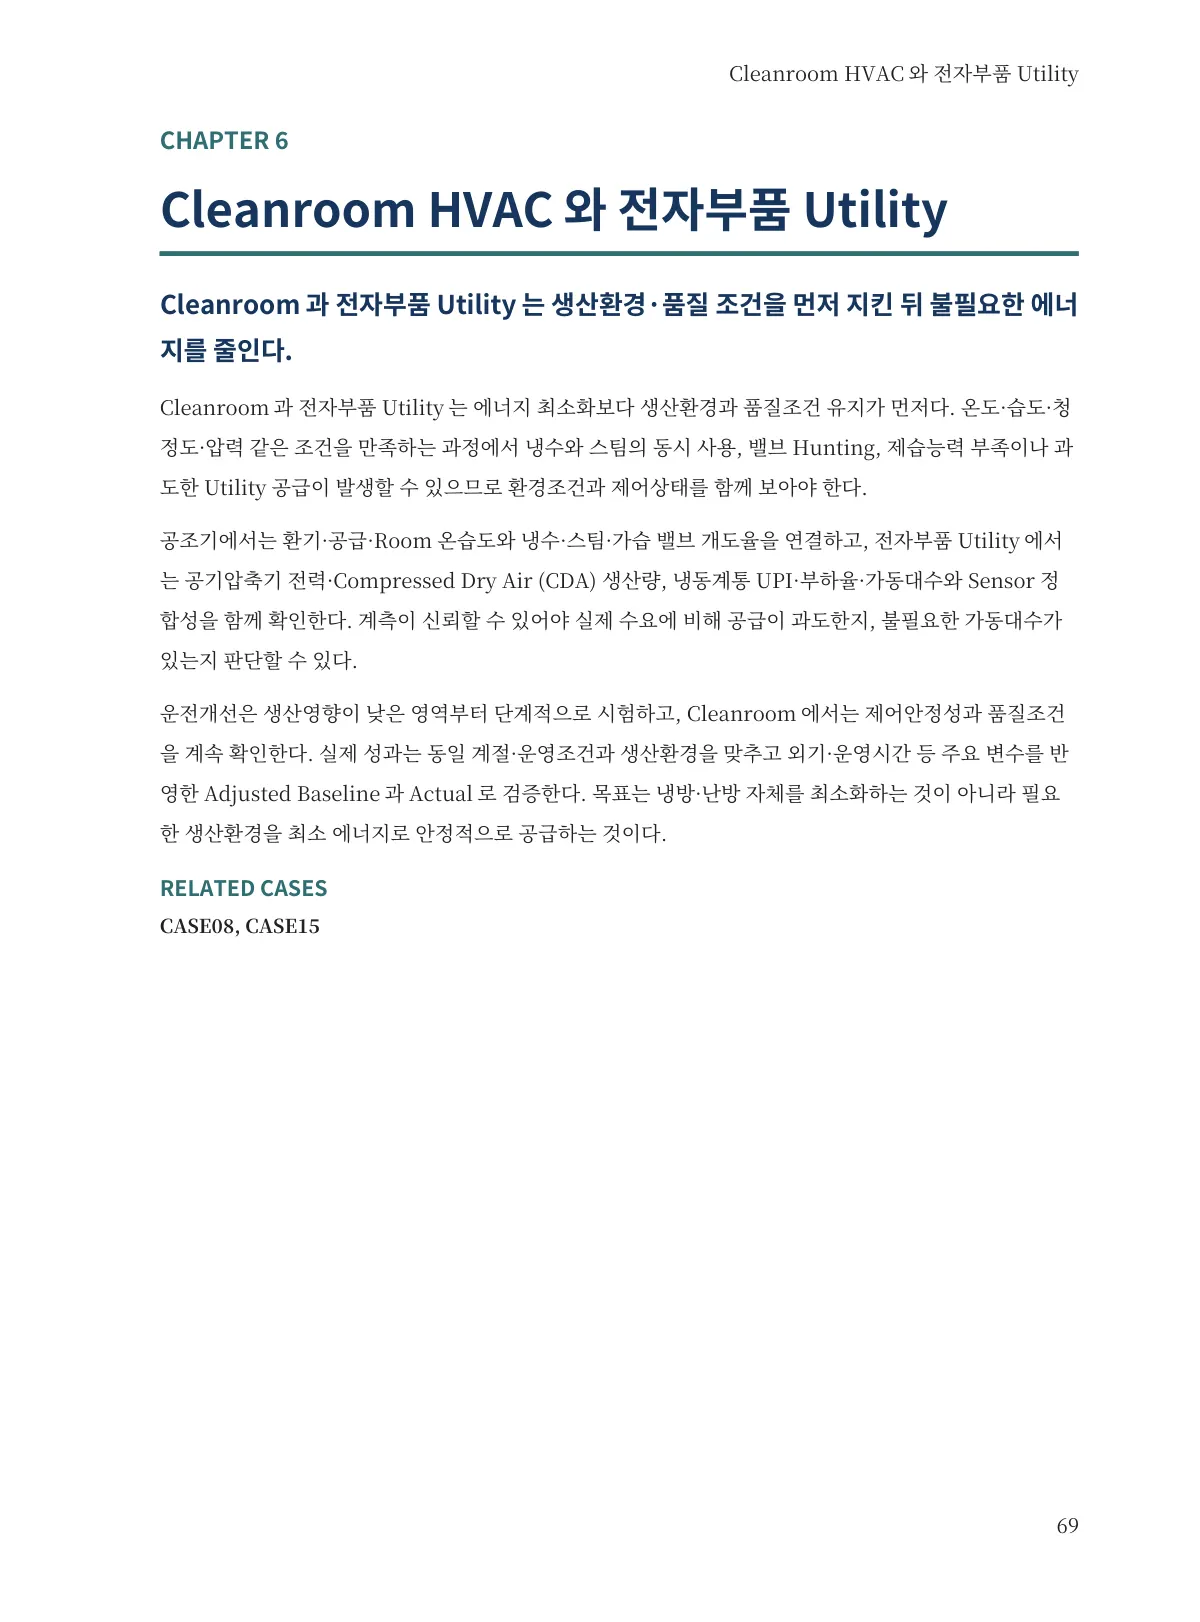 Cleanroom HVAC 와 전자부품 Utility
CHAPTER 6
Cleanroom HVAC 와 전자부품 Utility
Cleanroom 과 전자부품 Utility 는 생산환경·품질 조건을 먼저 지킨 뒤 불필요한 에너
지를 줄인다.
Cleanroom 과 전자부품 Utility 는 에너지 최소화보다 생산환경과 품질조건 유지가 먼저다. 온도·습도·청
정도·압력 같은 조건을 만족하는 과정에서 냉수와 스팀의 동시 사용, 밸브 Hunting, 제습능력 부족이나 과
도한 Utility 공급이 발생할 수 있으므로 환경조건과 제어상태를 함께 보아야 한다.
공조기에서는 환기·공급·Room 온습도와 냉수·스팀·가습 밸브 개도율을 연결하고, 전자부품 Utility 에서
는 공기압축기 전력·Compressed Dry Air (CDA) 생산량, 냉동계통 UPI·부하율·가동대수와 Sensor 정
합성을 함께 확인한다. 계측이 신뢰할 수 있어야 실제 수요에 비해 공급이 과도한지, 불필요한 가동대수가
있는지 판단할 수 있다.
운전개선은 생산영향이 낮은 영역부터 단계적으로 시험하고, Cleanroom 에서는 제어안정성과 품질조건
을 계속 확인한다. 실제 성과는 동일 계절·운영조건과 생산환경을 맞추고 외기·운영시간 등 주요 변수를 반
영한 Adjusted Baseline 과 Actual 로 검증한다. 목표는 냉방·난방 자체를 최소화하는 것이 아니라 필요
한 생산환경을 최소 에너지로 안정적으로 공급하는 것이다.
RELATED CASES
CASE08, CASE15
69